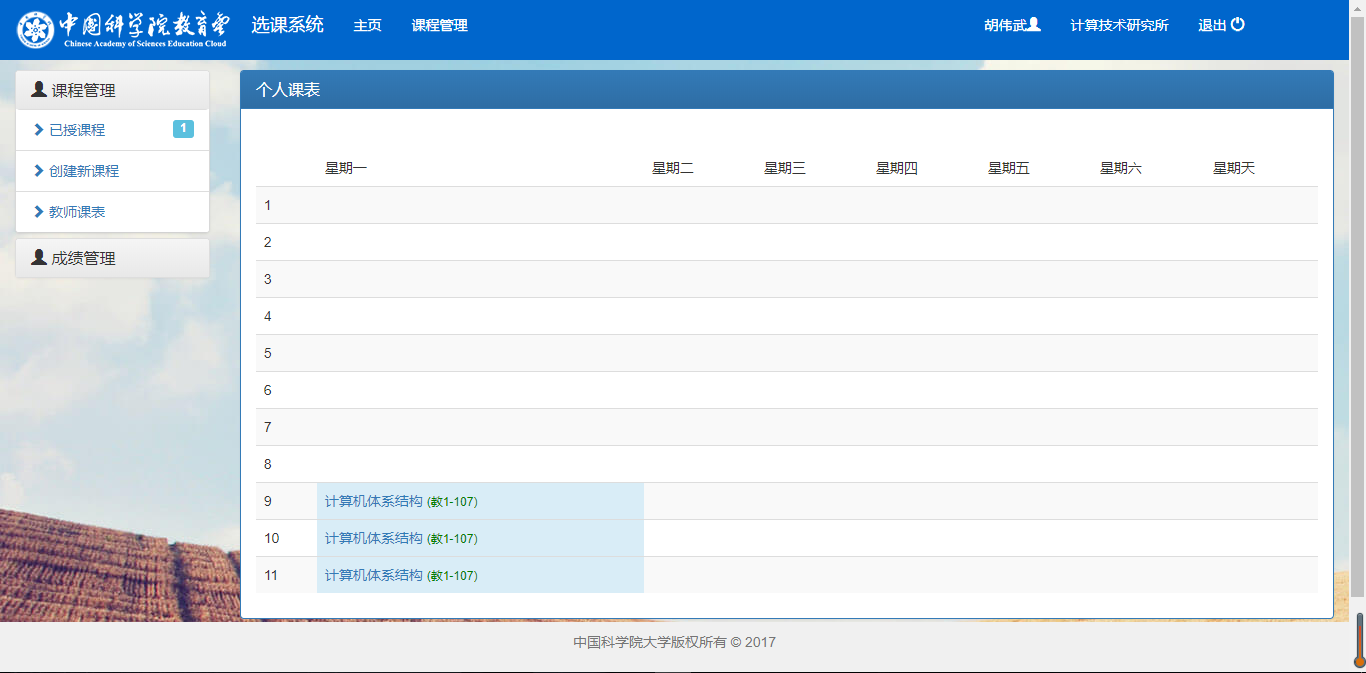 中国科学院教育云 选课系统 主页 课程管理 胡伟武 计算技术研究所 退出
Chinese Academy of Sciences Education Cloud
课程管理
已授课程 1
创建新课程
教师课表
成绩管理
个人课表
星期一 星期二 星期三 星期四 星期五 星期六 星期天
1
2
3
4
5
6
7
8
9 计算机体系结构 (教1-107)
10 计算机体系结构 (教1-107)
11 计算机体系结构 (教1-107)
中国科学院大学版权所有 © 2017